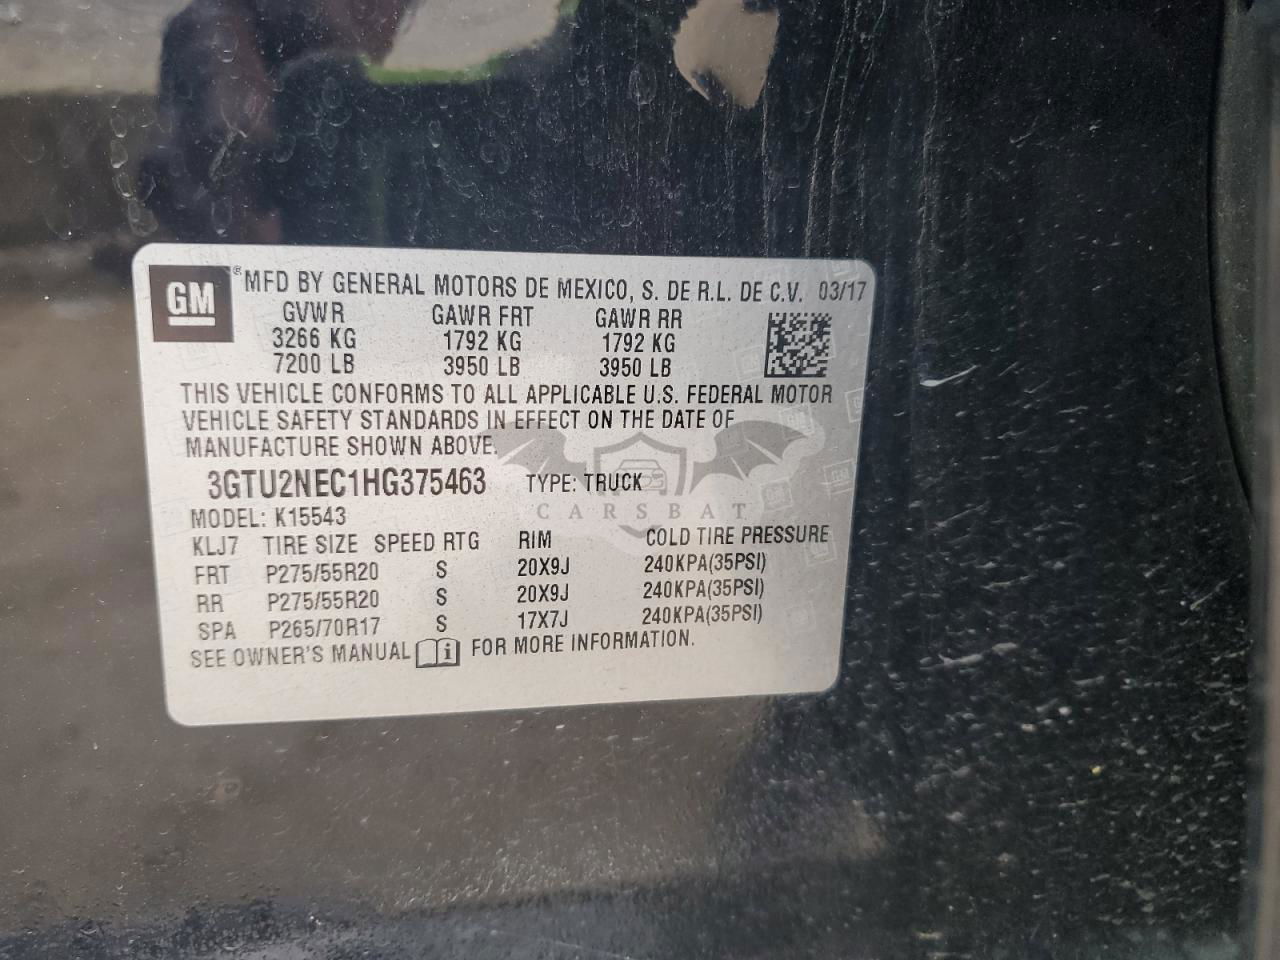 GM ® MFD BY GENERAL MOTORS DE MEXICO, S. DE R.L. DE C.V. 03/17
GVWR GAWR FRT GAWR RR
3266 KG 1792 KG 1792 KG
7200 LB 3950 LB 3950 LB
THIS VEHICLE CONFORMS TO ALL APPLICABLE U.S. FEDERAL MOTOR
VEHICLE SAFETY STANDARDS IN EFFECT ON THE DATE OF
MANUFACTURE SHOWN ABOVE.
3GTU2NEC1HG375463 TYPE: TRUCK
CARSBAT
MODEL: K15543
KLJ7 TIRE SIZE SPEED RTG RIM COLD TIRE PRESSURE
FRT P275/55R20 S 20X9J 240KPA(35PSI)
RR P275/55R20 S 20X9J 240KPA(35PSI)
SPA P265/70R17 S 17X7J 240KPA(35PSI)
SEE OWNER'S MANUAL i FOR MORE INFORMATION.